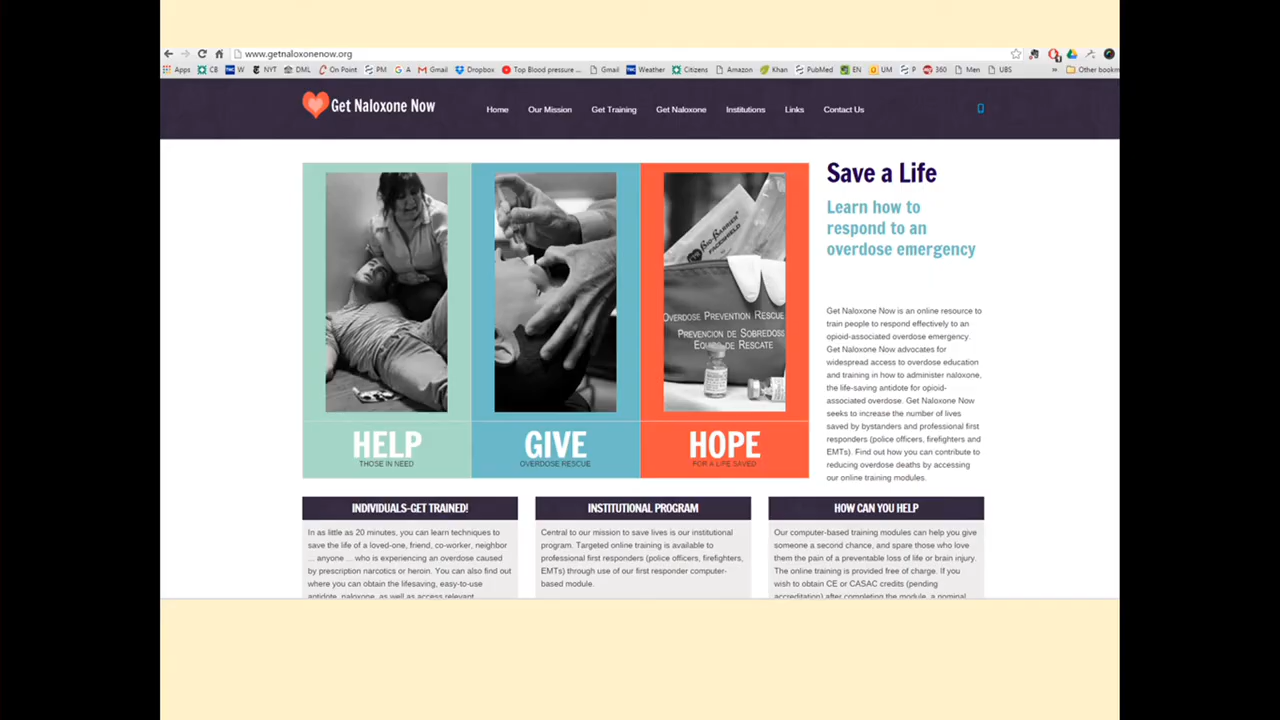 www.getnaloxonenow.org
Apps CB W NYT DML On Point PM A Gmail Dropbox Top Blood pressure ... Gmail Weather Citizens Amazon Khan PubMed EN UM P 360 Men UBS » Other bookm
Get Naloxone Now
Home Our Mission Get Training Get Naloxone Institutions Links Contact Us
BIO-BARRIER
FACESHIELD
OVERDOSE PREVENTION RESCUE
PREVENCION DE SOBREDOSS
EQUIPO DE RESCATE
HELP
THOSE IN NEED
GIVE
OVERDOSE RESCUE
HOPE
FOR A LIFE SAVED
Save a Life
Learn how to
respond to an
overdose emergency
Get Naloxone Now is an online resource to
train people to respond effectively to an
opioid-associated overdose emergency.
Get Naloxone Now advocates for
widespread access to overdose education
and training in how to administer naloxone,
the life-saving antidote for opioid-
associated overdose. Get Naloxone Now
seeks to increase the number of lives
saved by bystanders and professional first
responders (police officers, firefighters and
EMTs). Find out how you can contribute to
reducing overdose deaths by accessing
our online training modules.
INDIVIDUALS-GET TRAINED!
In as little as 20 minutes, you can learn techniques to
save the life of a loved-one, friend, co-worker, neighbor
... anyone ... who is experiencing an overdose caused
by prescription narcotics or heroin. You can also find out
where you can obtain the lifesaving, easy-to-use
antidote, naloxone, as well as access relevant
INSTITUTIONAL PROGRAM
Central to our mission to save lives is our institutional
program. Targeted online training is available to
professional first responders (police officers, firefighters,
EMTs) through use of our first responder computer-
based module.
HOW CAN YOU HELP
Our computer-based training modules can help you give
someone a second chance, and spare those who love
them the pain of a preventable loss of life or brain injury.
The online training is provided free of charge. If you
wish to obtain CE or CASAC credits (pending
accreditation) after completing the module, a nominal